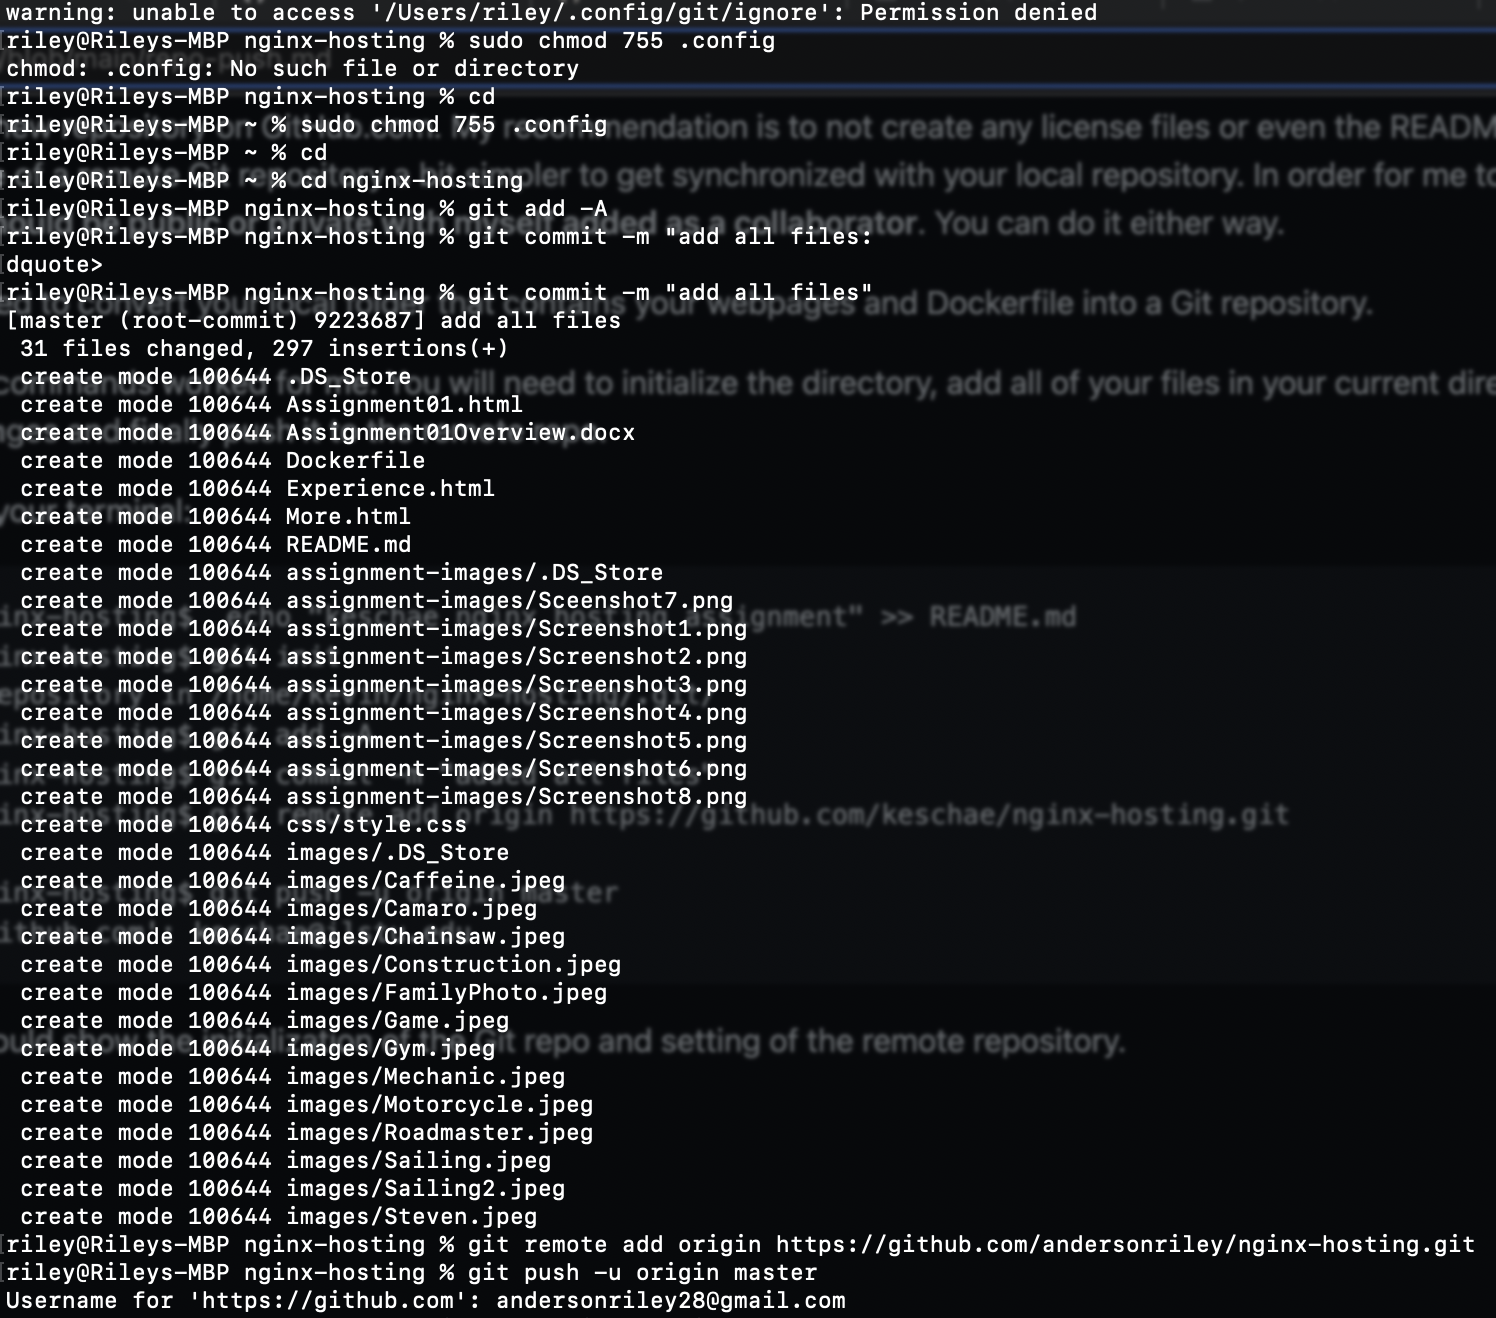 warning: unable to access '/Users/riley/.config/git/ignore': Permission denied
riley@Rileys-MBP nginx-hosting % sudo chmod 755 .config
chmod: .config: No such file or directory
riley@Rileys-MBP nginx-hosting % cd
riley@Rileys-MBP ~ % sudo chmod 755 .config
riley@Rileys-MBP ~ % cd
riley@Rileys-MBP ~ % cd nginx-hosting
riley@Rileys-MBP nginx-hosting % git add -A
riley@Rileys-MBP nginx-hosting % git commit -m "add all files:
dquote>
riley@Rileys-MBP nginx-hosting % git commit -m "add all files"
[master (root-commit) 9223687] add all files
 31 files changed, 297 insertions(+)
 create mode 100644 .DS_Store
 create mode 100644 Assignment01.html
 create mode 100644 Assignment01Overview.docx
 create mode 100644 Dockerfile
 create mode 100644 Experience.html
 create mode 100644 More.html
 create mode 100644 README.md
 create mode 100644 assignment-images/.DS_Store
 create mode 100644 assignment-images/Sceenshot7.png
 create mode 100644 assignment-images/Screenshot1.png
 create mode 100644 assignment-images/Screenshot2.png
 create mode 100644 assignment-images/Screenshot3.png
 create mode 100644 assignment-images/Screenshot4.png
 create mode 100644 assignment-images/Screenshot5.png
 create mode 100644 assignment-images/Screenshot6.png
 create mode 100644 assignment-images/Screenshot8.png
 create mode 100644 css/style.css
 create mode 100644 images/.DS_Store
 create mode 100644 images/Caffeine.jpeg
 create mode 100644 images/Camaro.jpeg
 create mode 100644 images/Chainsaw.jpeg
 create mode 100644 images/Construction.jpeg
 create mode 100644 images/FamilyPhoto.jpeg
 create mode 100644 images/Game.jpeg
 create mode 100644 images/Gym.jpeg
 create mode 100644 images/Mechanic.jpeg
 create mode 100644 images/Motorcycle.jpeg
 create mode 100644 images/Roadmaster.jpeg
 create mode 100644 images/Sailing.jpeg
 create mode 100644 images/Sailing2.jpeg
 create mode 100644 images/Steven.jpeg
riley@Rileys-MBP nginx-hosting % git remote add origin https://github.com/andersonriley/nginx-hosting.git
riley@Rileys-MBP nginx-hosting % git push -u origin master
Username for 'https://github.com': andersonriley28@gmail.com